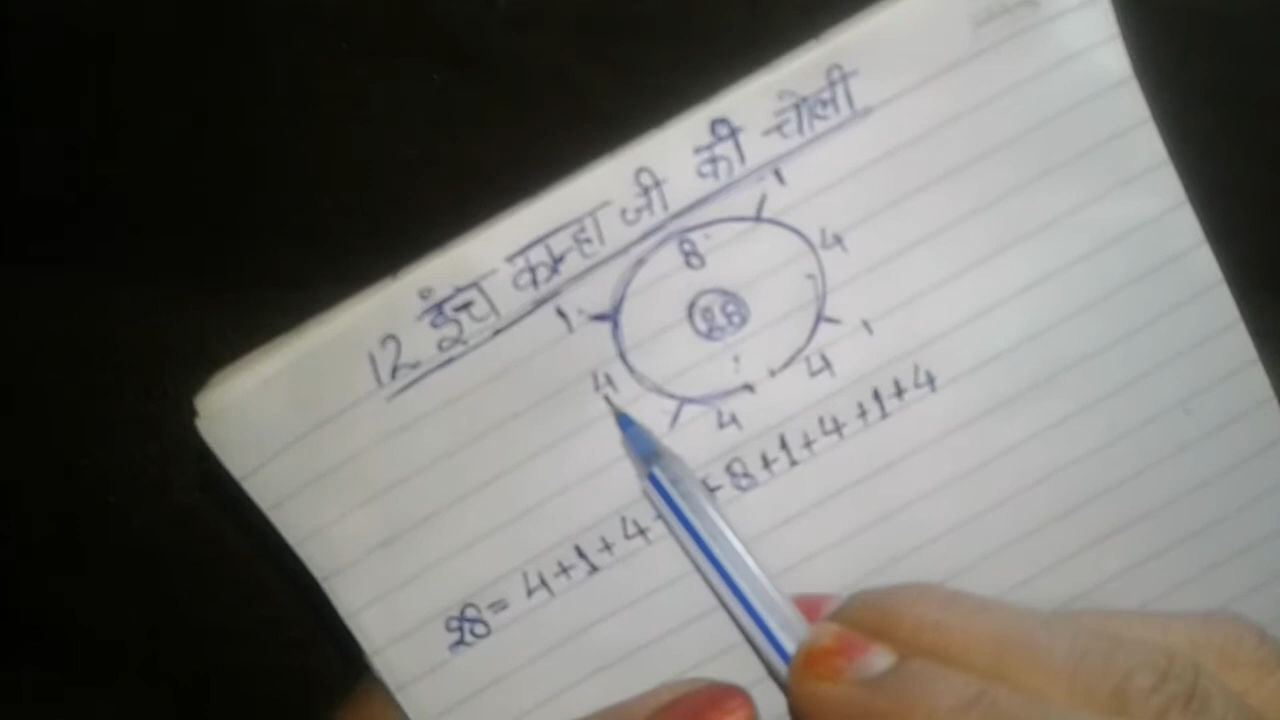 12 इंच कान्हा जी की चोली
1 8 1 4
28
1 4 4 4 1
28= 4+1+4+ +8+1+4+1+4